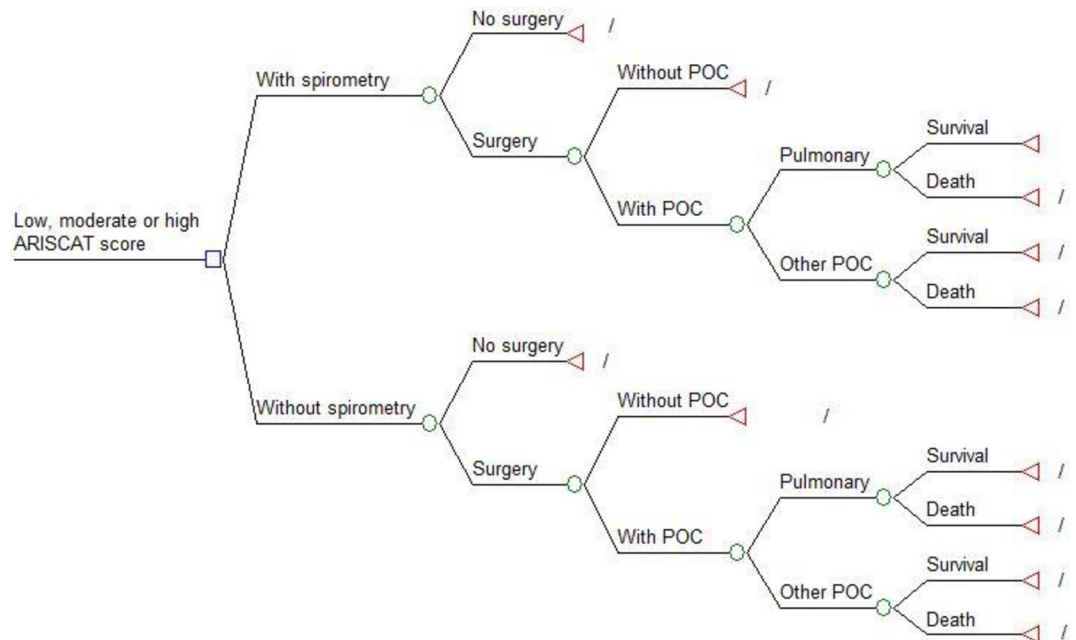 No surgery /
Without POC /
With spirometry
Survival
Surgery
Pulmonary
Death /
With POC
Low, moderate or high
ARISCAT score
Survival /
Other POC
Death /
No surgery /
Without POC /
Without spirometry
Survival /
Surgery
Pulmonary
Death /
With POC
Survival /
Other POC
Death /